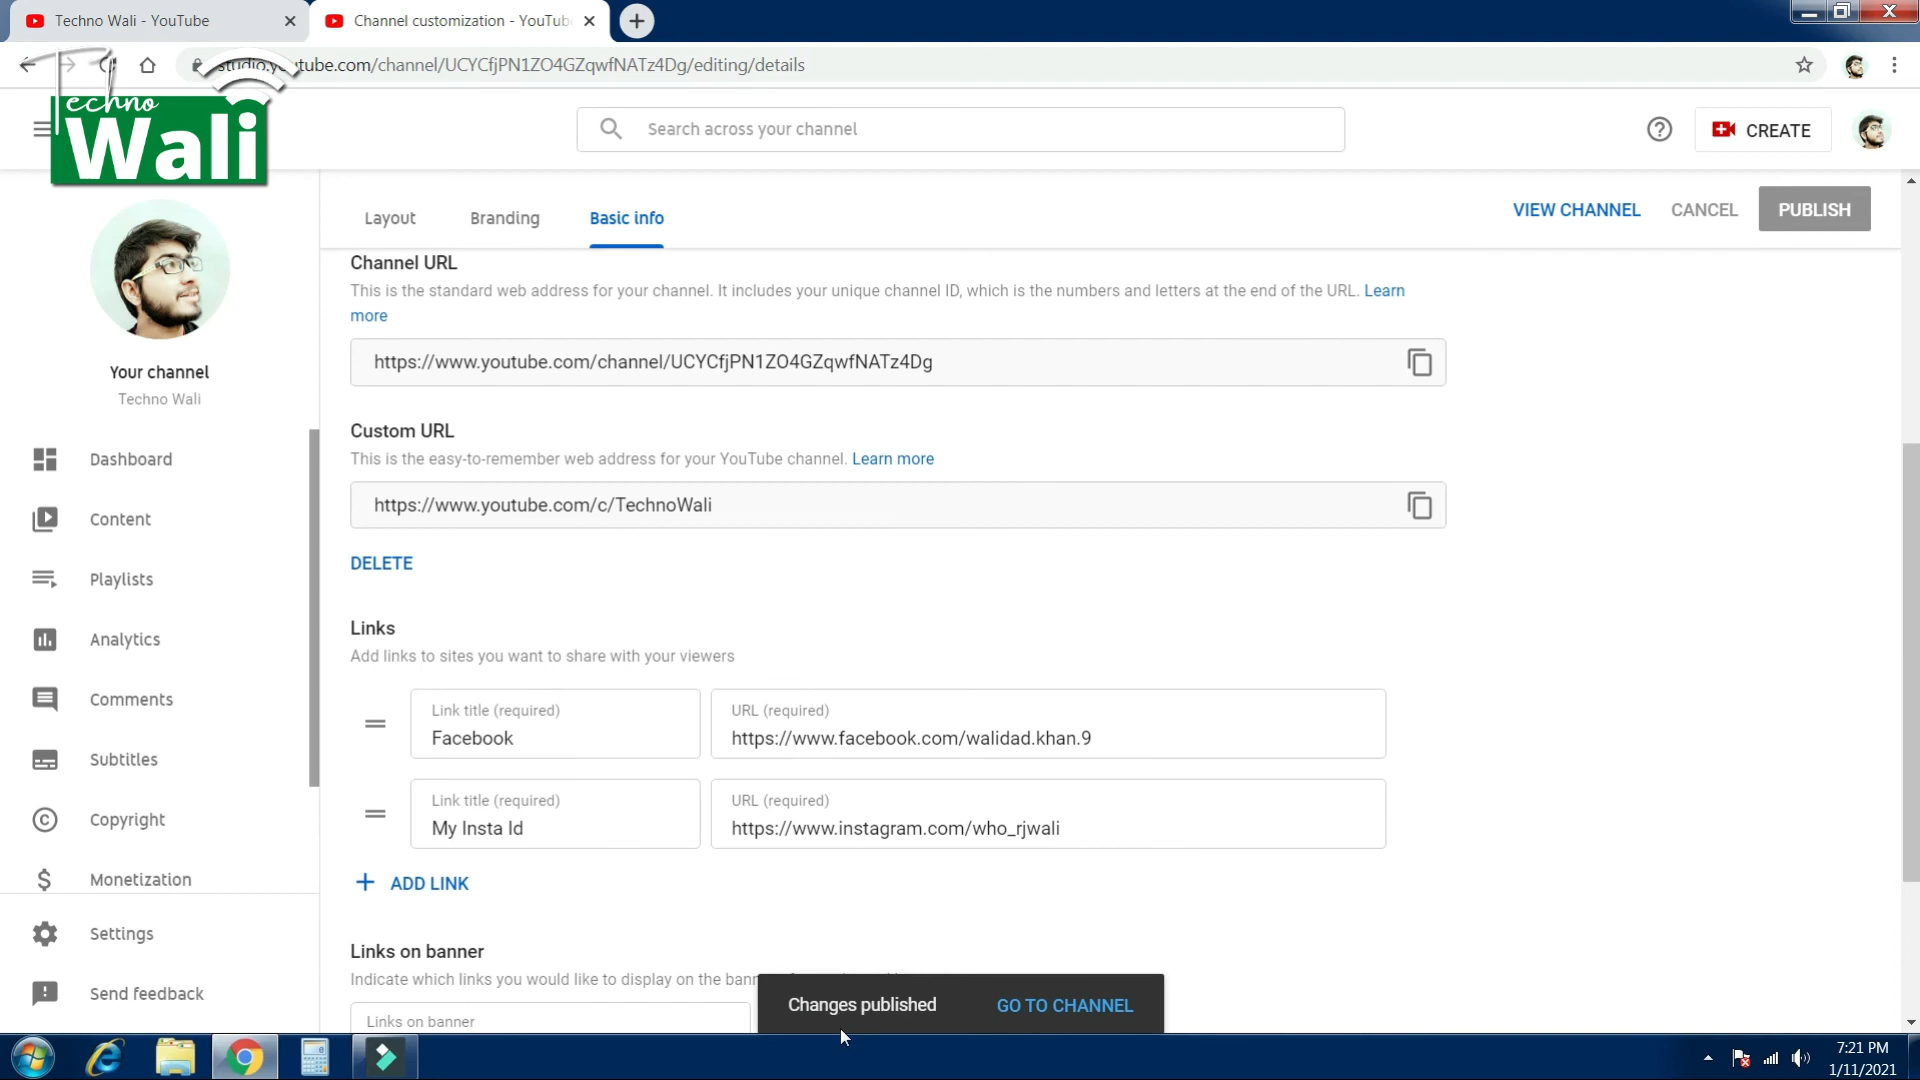 Techno Wali - YouTube
Channel customization - YouTub
studio.youtube.com/channel/UCYCfjPN1ZO4GZqwfNATz4Dg/editing/details
Techno
Wali
Search across your channel
CREATE
Layout
Branding
Basic info
VIEW CHANNEL
CANCEL
PUBLISH
Your channel
Techno Wali
Dashboard
Content
Playlists
Analytics
Comments
Subtitles
Copyright
Monetization
Settings
Send feedback
Channel URL
This is the standard web address for your channel. It includes your unique channel ID, which is the numbers and letters at the end of the URL. Learn
more
https://www.youtube.com/channel/UCYCfjPN1ZO4GZqwfNATz4Dg
Custom URL
This is the easy-to-remember web address for your YouTube channel. Learn more
https://www.youtube.com/c/TechnoWali
DELETE
Links
Add links to sites you want to share with your viewers
Link title (required)
Facebook
URL (required)
https://www.facebook.com/walidad.khan.9
Link title (required)
My Insta Id
URL (required)
https://www.instagram.com/who_rjwali
ADD LINK
Links on banner
Indicate which links you would like to display on the bann
Links on banner
Changes published
GO TO CHANNEL
7:21 PM
1/11/2021